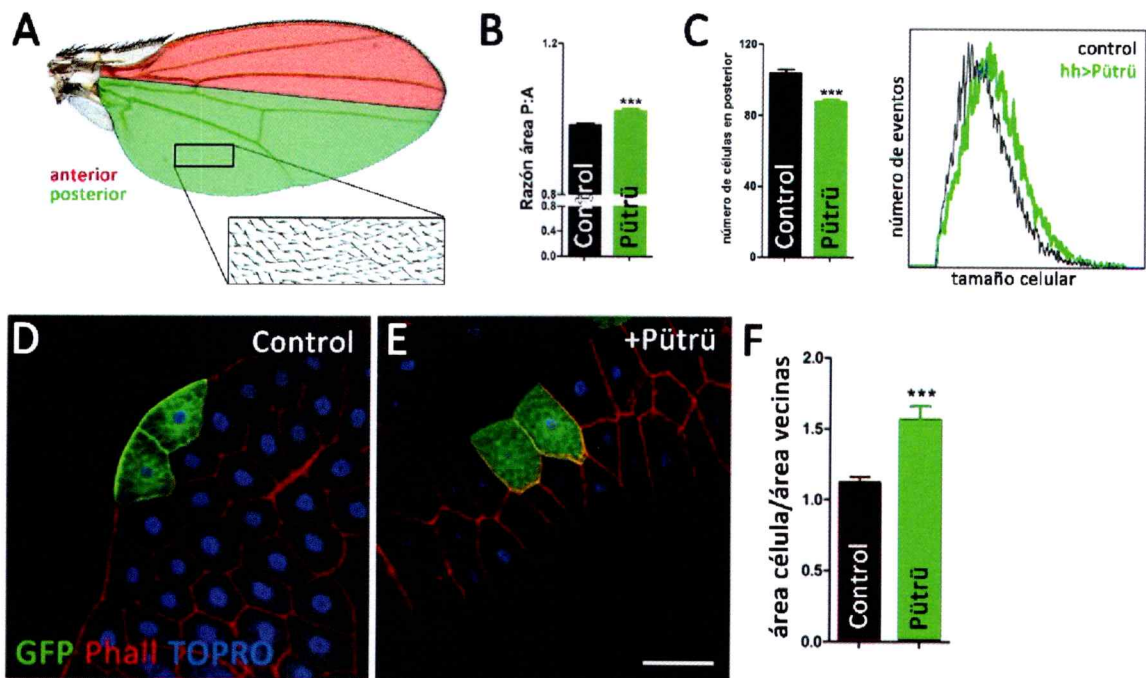 A
anterior
posterior
B
Razón área P:A
1.2
0.8
0.8
0.4
0.0
Control
Pütrü
***
C
número de células en posterior
120
80
40
0
Control
Pütrü
***
número de eventos
control
hh>Pütrü
tamaño celular
D
Control
GFP Phall TOPRO
E
+Pütrü
F
área célula/área vecinas
2.0
1.5
1.0
0.5
0.0
Control
Pütrü
***